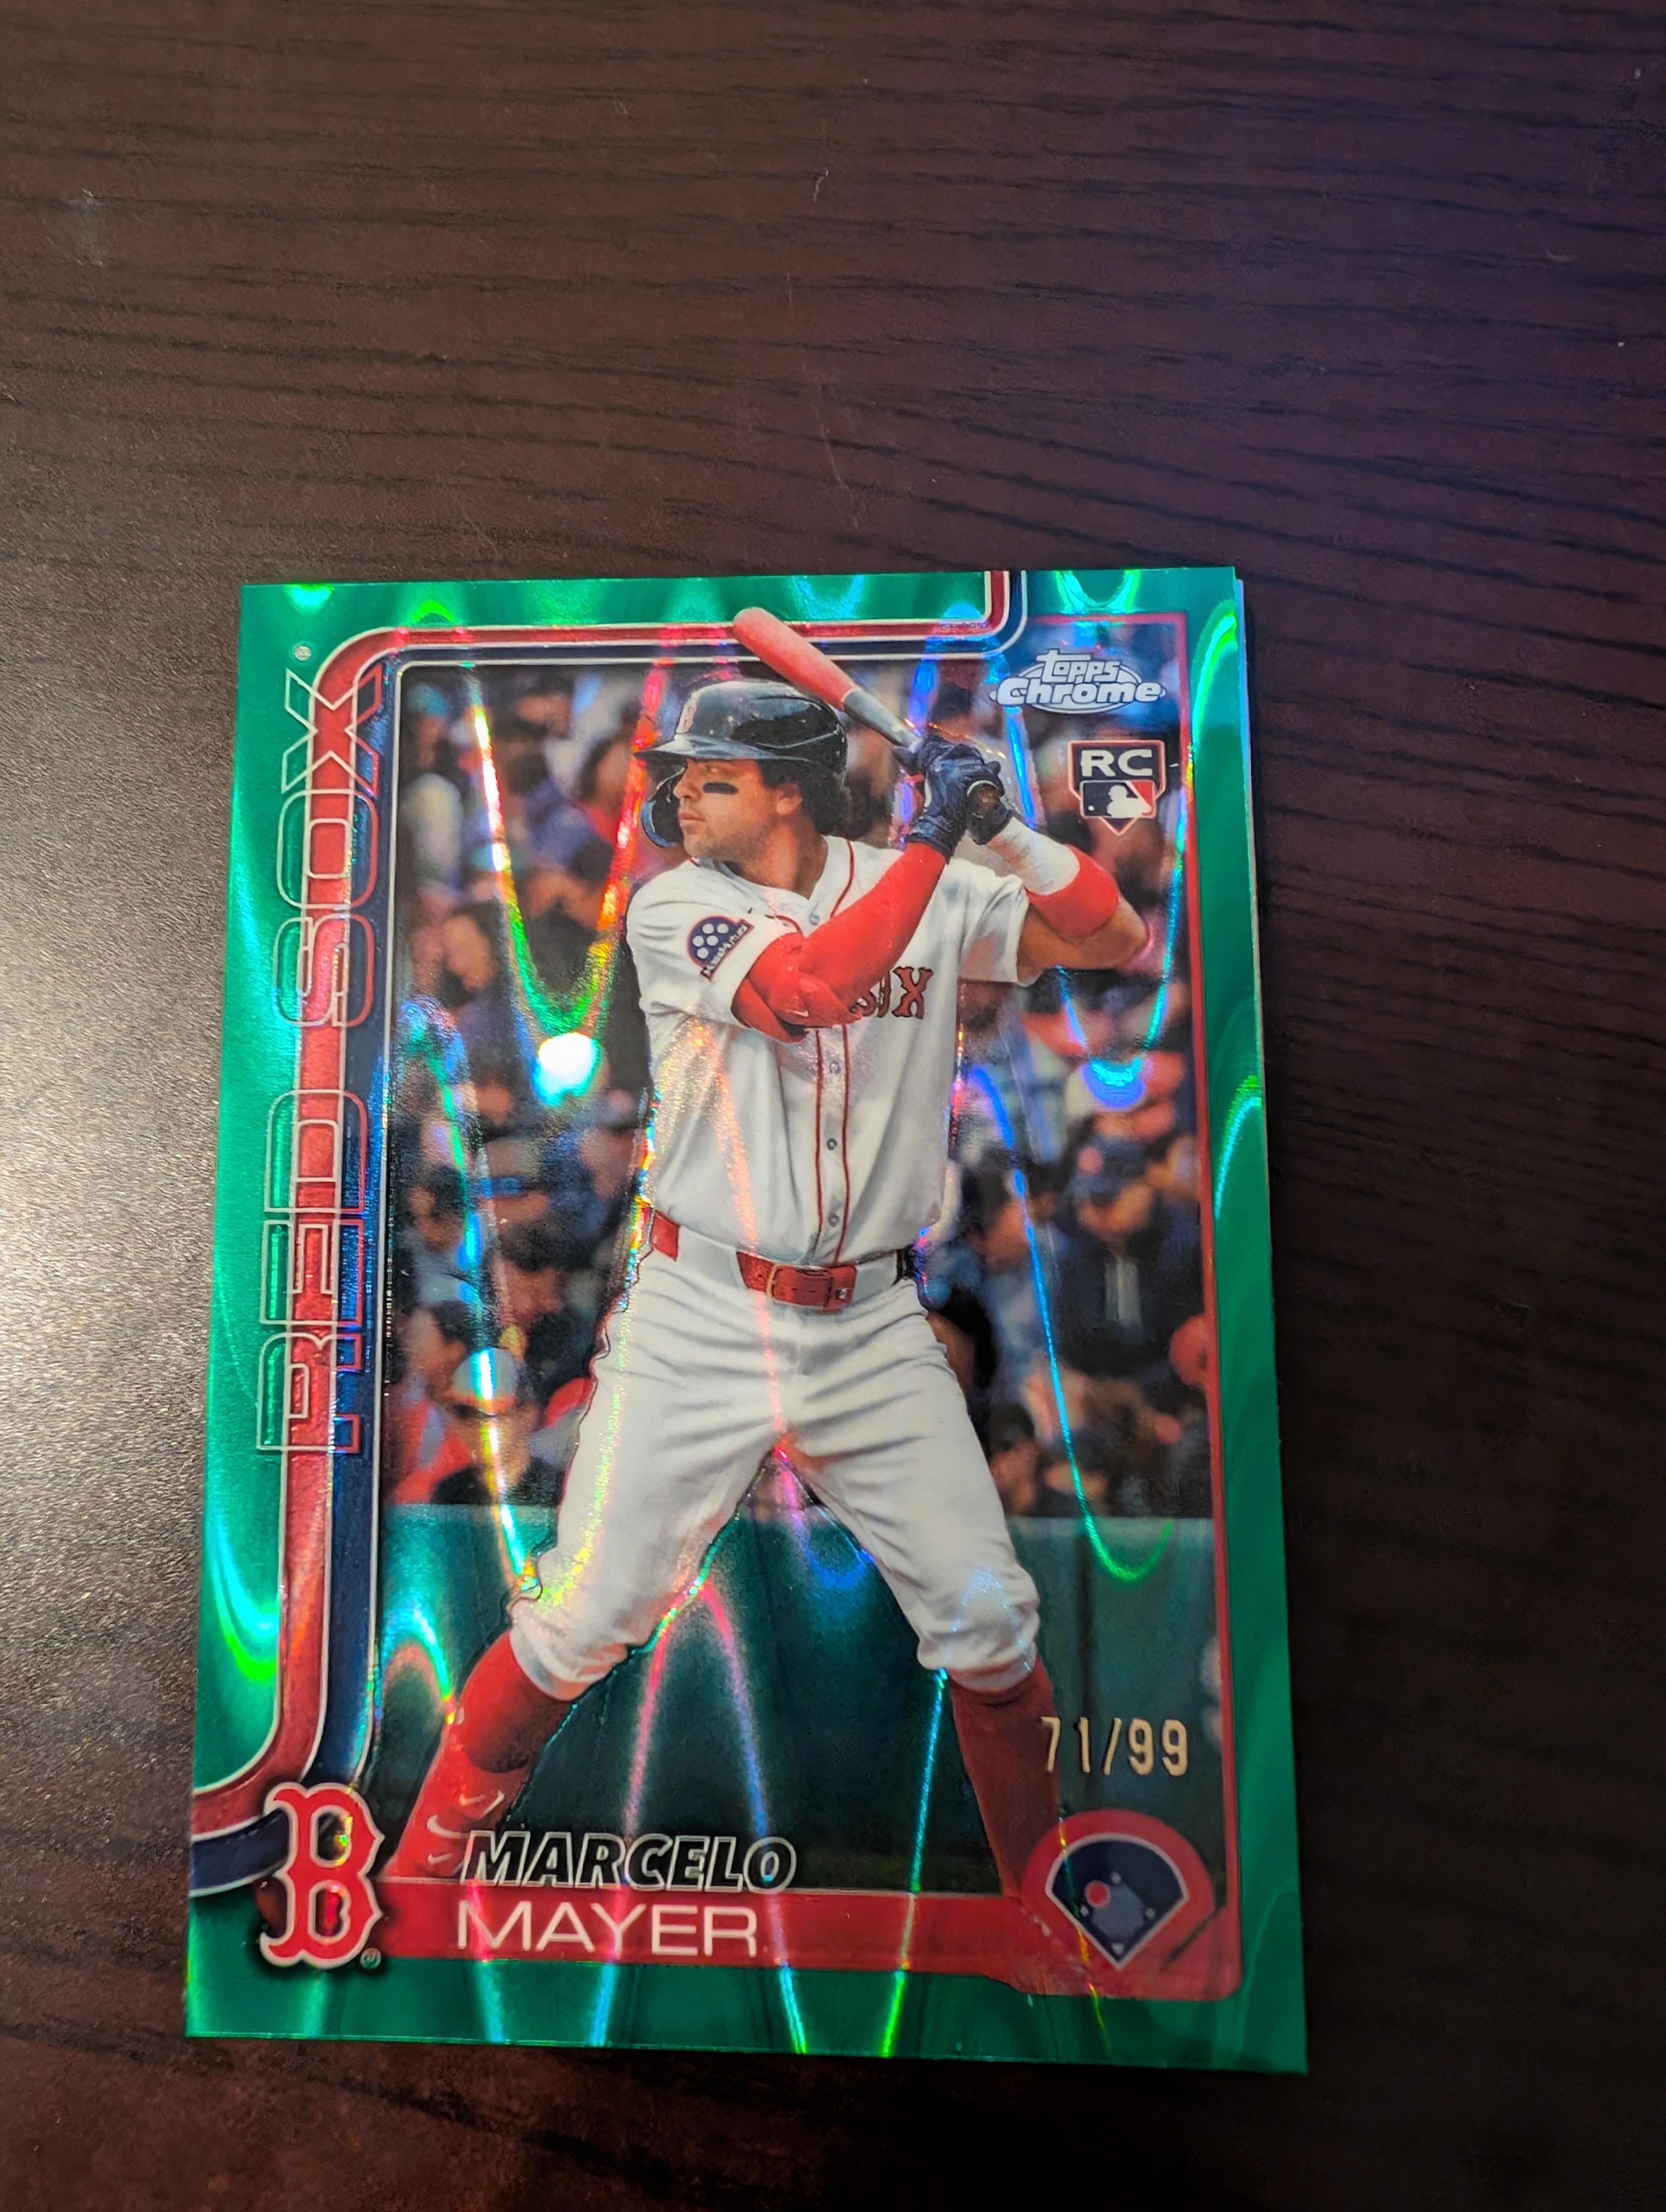 Topps
Chrome
RC
RED SOX
SOX
71/99
B
MARCELO
MAYER